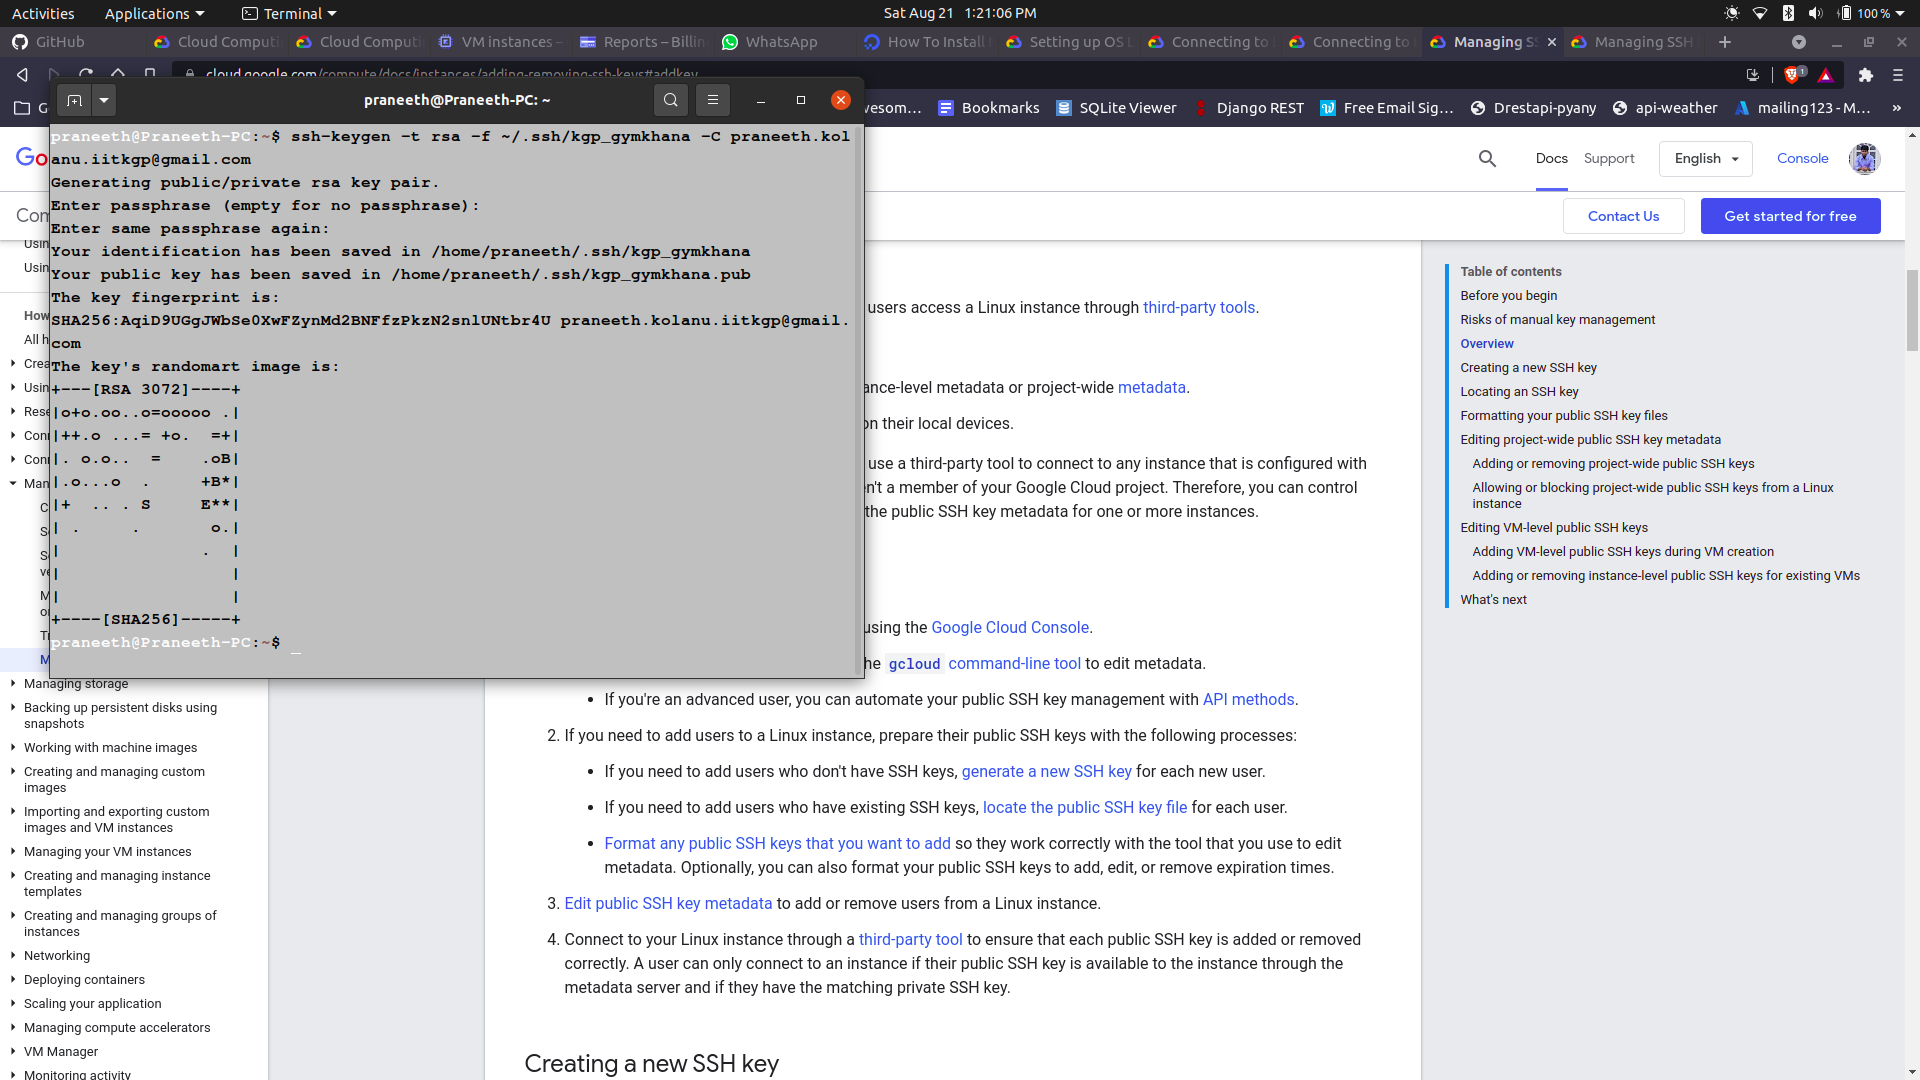 Activities
Applications
Terminal
Sat Aug 21 1:21:06 PM
100 %
GitHub
Cloud Computi
Cloud Computi
VM instances –
Reports – Billin
WhatsApp
How To Install
Setting up OS L
Connecting to
Connecting to
Managing S
Managing SSH
cloud.google.com/compute/docs/instances/adding-removing-ssh-keys#addkey
praneeth@Praneeth-PC: ~
wesom…
Bookmarks
SQLite Viewer
Django REST
Free Email Sig…
Drestapi-pyany
api-weather
mailing123 - M…
»
Docs
Support
English
Console
Contact Us
Get started for free
praneeth@Praneeth-PC:~$ ssh-keygen -t rsa -f ~/.ssh/kgp_gymkhana -C praneeth.kol
anu.iitkgp@gmail.com
Generating public/private rsa key pair.
Enter passphrase (empty for no passphrase):
Enter same passphrase again:
Your identification has been saved in /home/praneeth/.ssh/kgp_gymkhana
Your public key has been saved in /home/praneeth/.ssh/kgp_gymkhana.pub
The key fingerprint is:
SHA256:AqiD9UGgJWbSe0XwFZynMd2BNFfzPkzN2snlUNtbr4U praneeth.kolanu.iitkgp@gmail.
com
The key's randomart image is:
+---[RSA 3072]----+
|o+o.oo..o=ooooo .|
|++.o ...= +o.  =+|
|. o.o..  =    .oB|
|.o...o  .     +B*|
|+  .. . S     E**|
| .     .       o.|
|              .  |
|                 |
|                 |
+----[SHA256]-----+
praneeth@Praneeth-PC:~$ _
Managing storage
Backing up persistent disks using
snapshots
Working with machine images
Creating and managing custom
images
Importing and exporting custom
images and VM instances
Managing your VM instances
Creating and managing instance
templates
Creating and managing groups of
instances
Networking
Deploying containers
Scaling your application
Managing compute accelerators
VM Manager
Monitoring activity
users access a Linux instance through third-party tools.
ance-level metadata or project-wide metadata.
on their local devices.
use a third-party tool to connect to any instance that is configured with
n't a member of your Google Cloud project. Therefore, you can control
the public SSH key metadata for one or more instances.
using the Google Cloud Console.
he gcloud command-line tool to edit metadata.
• If you're an advanced user, you can automate your public SSH key management with API methods.
2. If you need to add users to a Linux instance, prepare their public SSH keys with the following processes:
• If you need to add users who don't have SSH keys, generate a new SSH key for each new user.
• If you need to add users who have existing SSH keys, locate the public SSH key file for each user.
• Format any public SSH keys that you want to add so they work correctly with the tool that you use to edit
metadata. Optionally, you can also format your public SSH keys to add, edit, or remove expiration times.
3. Edit public SSH key metadata to add or remove users from a Linux instance.
4. Connect to your Linux instance through a third-party tool to ensure that each public SSH key is added or removed
correctly. A user can only connect to an instance if their public SSH key is available to the instance through the
metadata server and if they have the matching private SSH key.
Creating a new SSH key
Table of contents
Before you begin
Risks of manual key management
Overview
Creating a new SSH key
Locating an SSH key
Formatting your public SSH key files
Editing project-wide public SSH key metadata
Adding or removing project-wide public SSH keys
Allowing or blocking project-wide public SSH keys from a Linux
instance
Editing VM-level public SSH keys
Adding VM-level public SSH keys during VM creation
Adding or removing instance-level public SSH keys for existing VMs
What's next